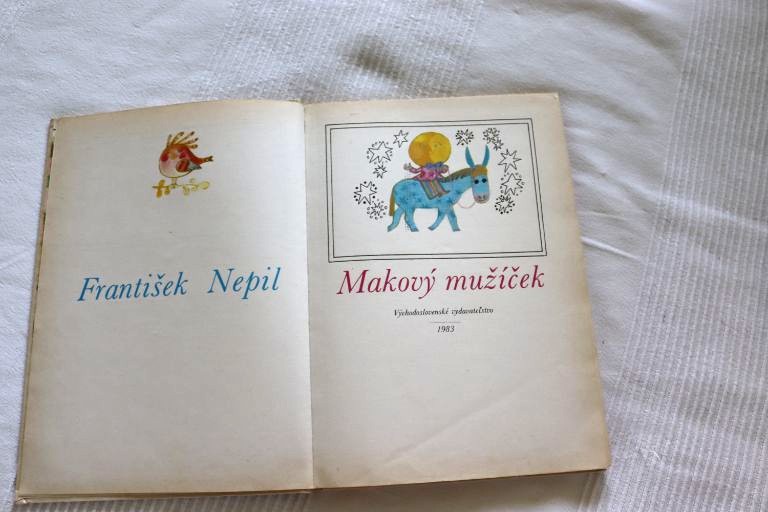 František Nepil
Makový mužíček
Východoslovenské vydavateľstvo
1983